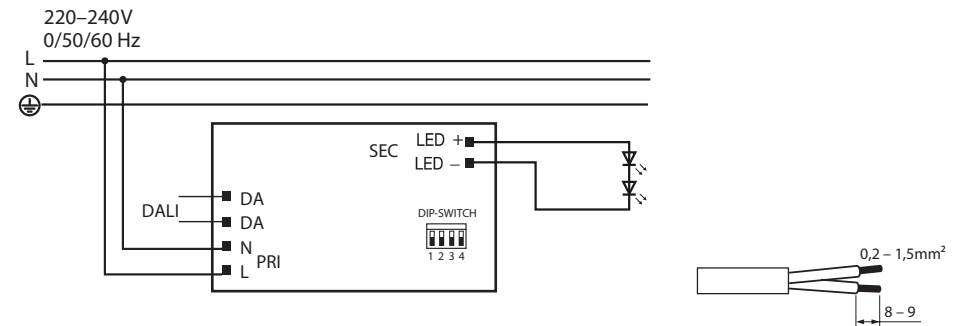 220–240V
0/50/60 Hz
L
N
SEC
LED +
LED –
DALI
DA
DA
N
PRI
L
DIP-SWITCH
1 2 3 4
0,2 – 1,5mm²
8 – 9